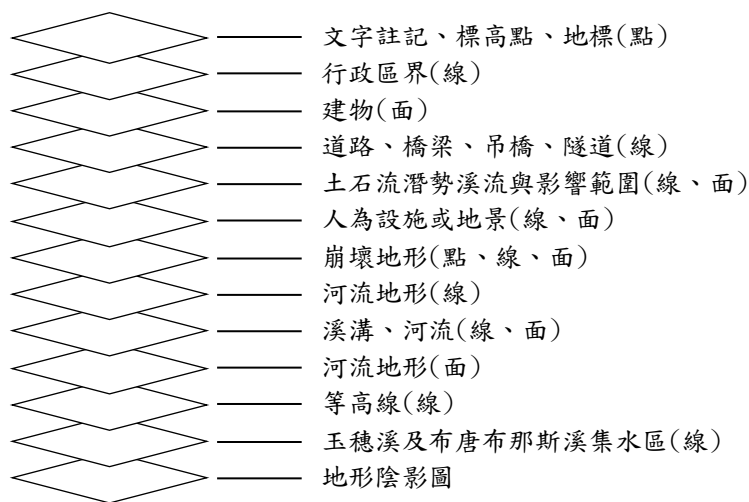 文字註記、標高點、地標(點)
行政區界(線)
建物(面)
道路、橋梁、吊橋、隧道(線)
土石流潛勢溪流與影響範圍(線、面)
人為設施或地景(線、面)
崩壞地形(點、線、面)
河流地形(線)
溪溝、河流(線、面)
河流地形(面)
等高線(線)
玉穗溪及布唐布那斯溪集水區(線)
地形陰影圖